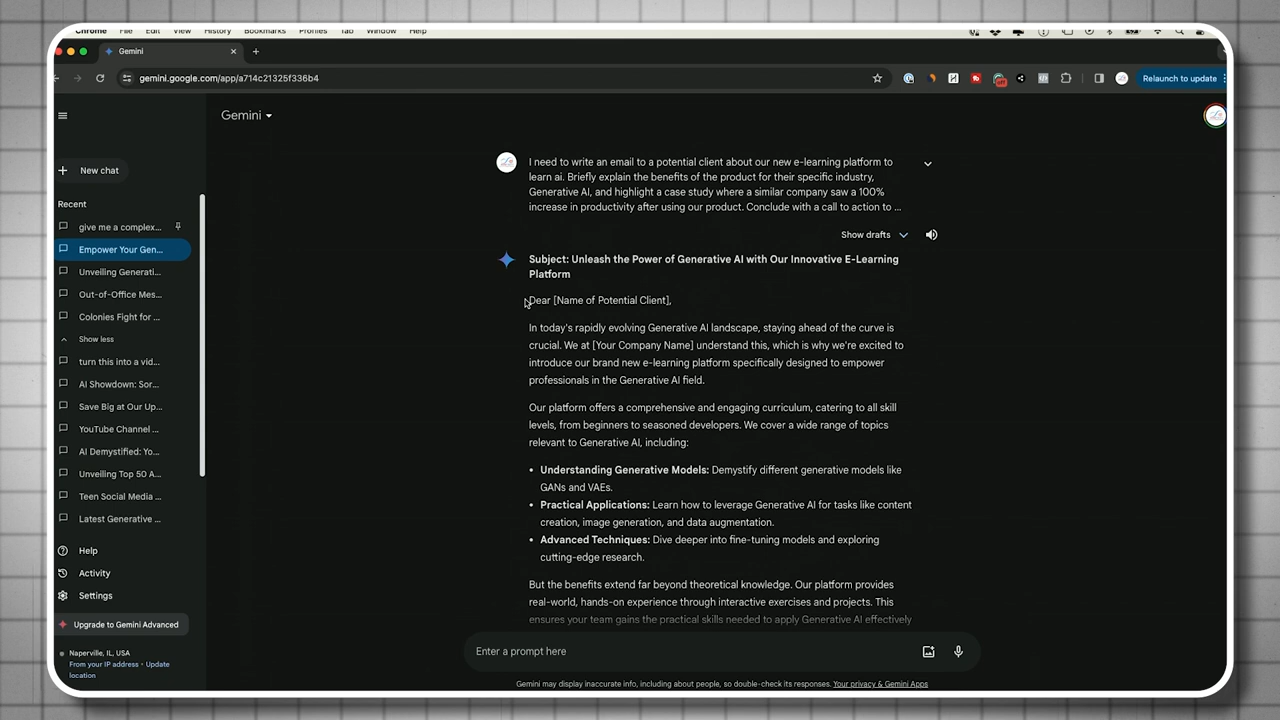 Chrome File Edit View History Bookmarks Profiles Tab Window Help
Gemini
gemini.google.com/app/a714c21325f336b4
Relaunch to update
Gemini
New chat
Recent
give me a complex...
Empower Your Gen...
Unveiling Generati...
Out-of-Office Mes...
Colonies Fight for ...
Show less
turn this into a vid...
AI Showdown: Sor...
Save Big at Our Up...
YouTube Channel ...
AI Demystified: Yo...
Unveiling Top 50 A...
Teen Social Media ...
Latest Generative ...
Help
Activity
Settings
Upgrade to Gemini Advanced
Naperville, IL, USA
From your IP address • Update
location
I need to write an email to a potential client about our new e-learning platform to
learn ai. Briefly explain the benefits of the product for their specific industry,
Generative AI, and highlight a case study where a similar company saw a 100%
increase in productivity after using our product. Conclude with a call to action to ...
Show drafts
Subject: Unleash the Power of Generative AI with Our Innovative E-Learning
Platform
Dear [Name of Potential Client],
In today's rapidly evolving Generative AI landscape, staying ahead of the curve is
crucial. We at [Your Company Name] understand this, which is why we're excited to
introduce our brand new e-learning platform specifically designed to empower
professionals in the Generative AI field.
Our platform offers a comprehensive and engaging curriculum, catering to all skill
levels, from beginners to seasoned developers. We cover a wide range of topics
relevant to Generative AI, including:
• Understanding Generative Models: Demystify different generative models like
GANs and VAEs.
• Practical Applications: Learn how to leverage Generative AI for tasks like content
creation, image generation, and data augmentation.
• Advanced Techniques: Dive deeper into fine-tuning models and exploring
cutting-edge research.
But the benefits extend far beyond theoretical knowledge. Our platform provides
real-world, hands-on experience through interactive exercises and projects. This
ensures your team gains the practical skills needed to apply Generative AI effectively
Enter a prompt here
Gemini may display inaccurate info, including about people, so double-check its responses. Your privacy & Gemini Apps